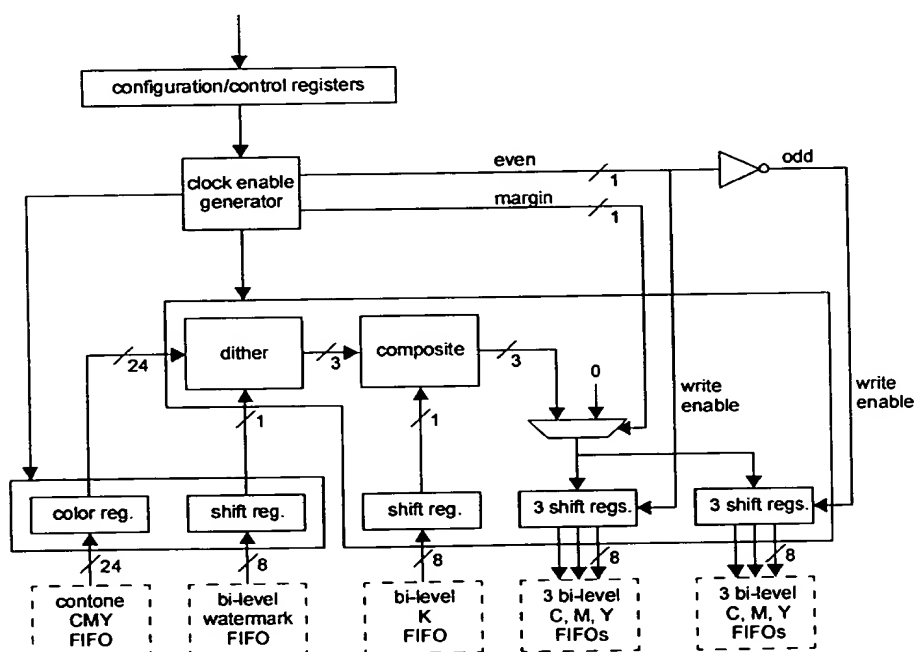 configuration/control registers
even
odd
1
clock enable
generator
margin
1
dither
composite
24
3
3
0
write
enable
write
enable
1
1
color reg.
shift reg.
shift reg.
3 shift regs.
3 shift regs.
24
8
8
8
8
contone
CMY
FIFO
bi-level
watermark
FIFO
bi-level
K
FIFO
3 bi-level
C, M, Y
FIFOs
3 bi-level
C, M, Y
FIFOs